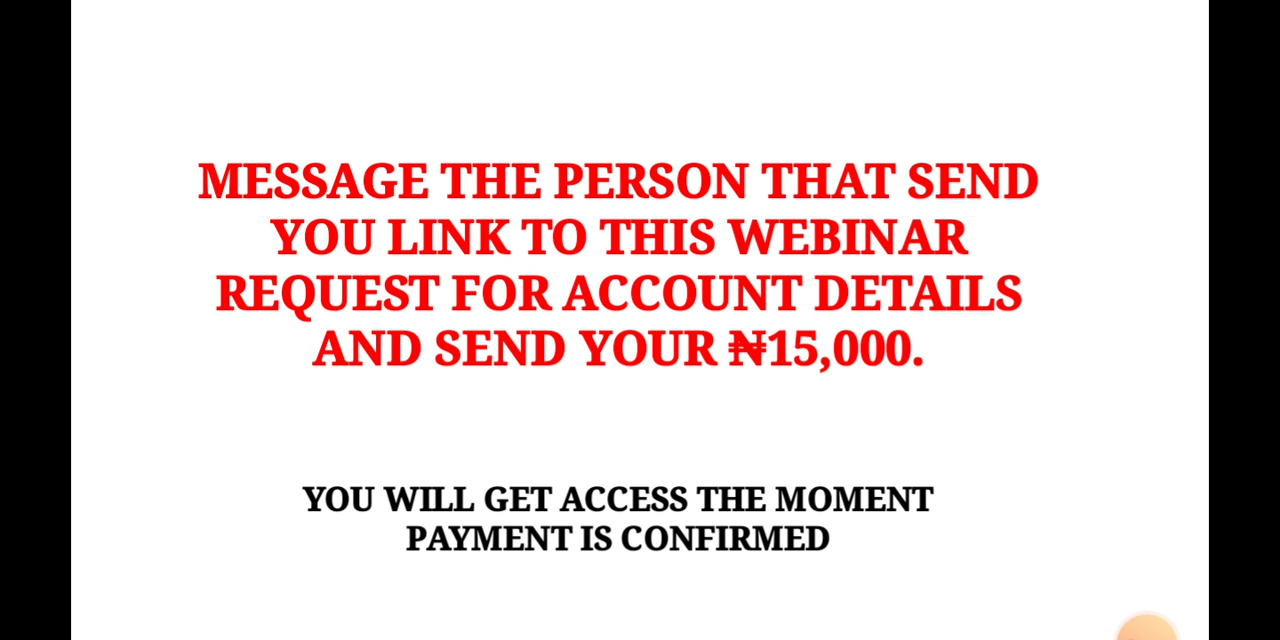 MESSAGE THE PERSON THAT SEND
YOU LINK TO THIS WEBINAR
REQUEST FOR ACCOUNT DETAILS
AND SEND YOUR ₦15,000.
YOU WILL GET ACCESS THE MOMENT
PAYMENT IS CONFIRMED